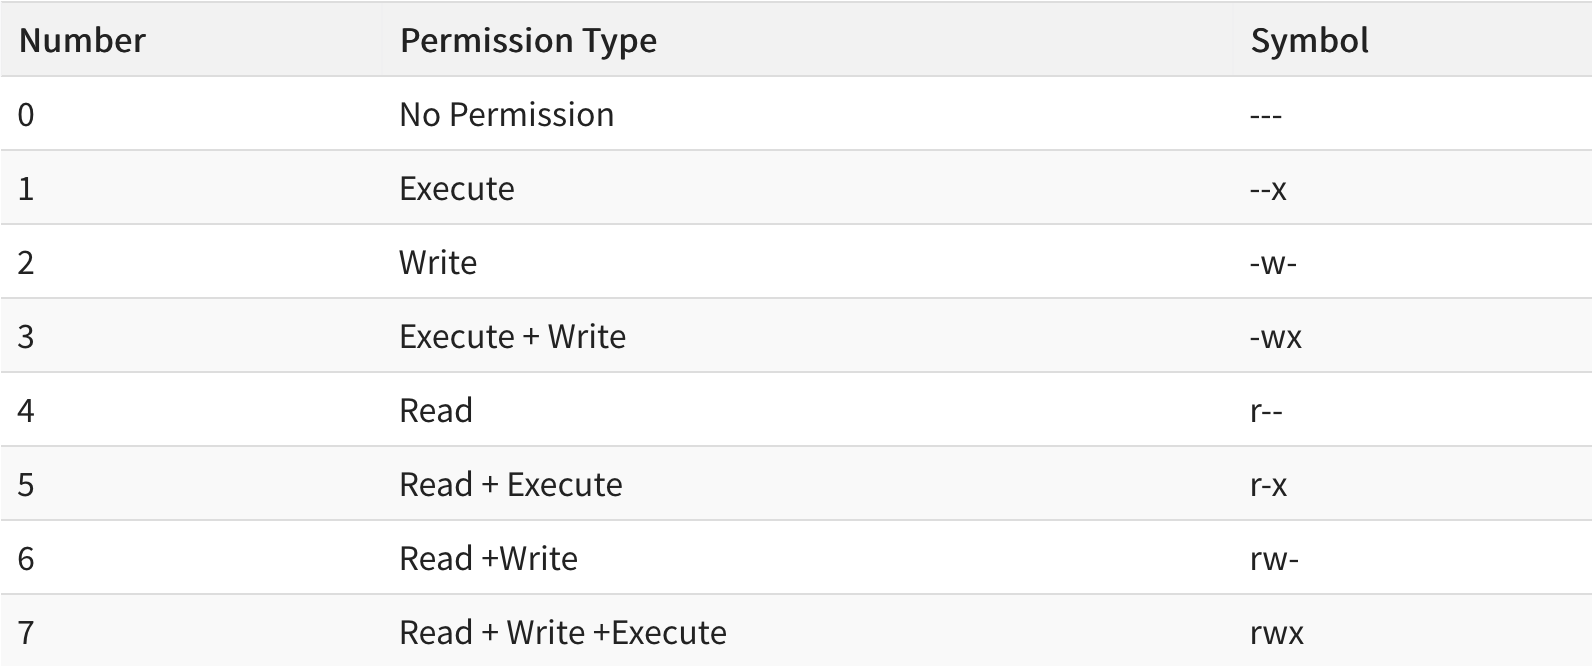 Number Permission Type Symbol
0 No Permission ---
1 Execute --x
2 Write -w-
3 Execute + Write -wx
4 Read r--
5 Read + Execute r-x
6 Read +Write rw-
7 Read + Write +Execute rwx